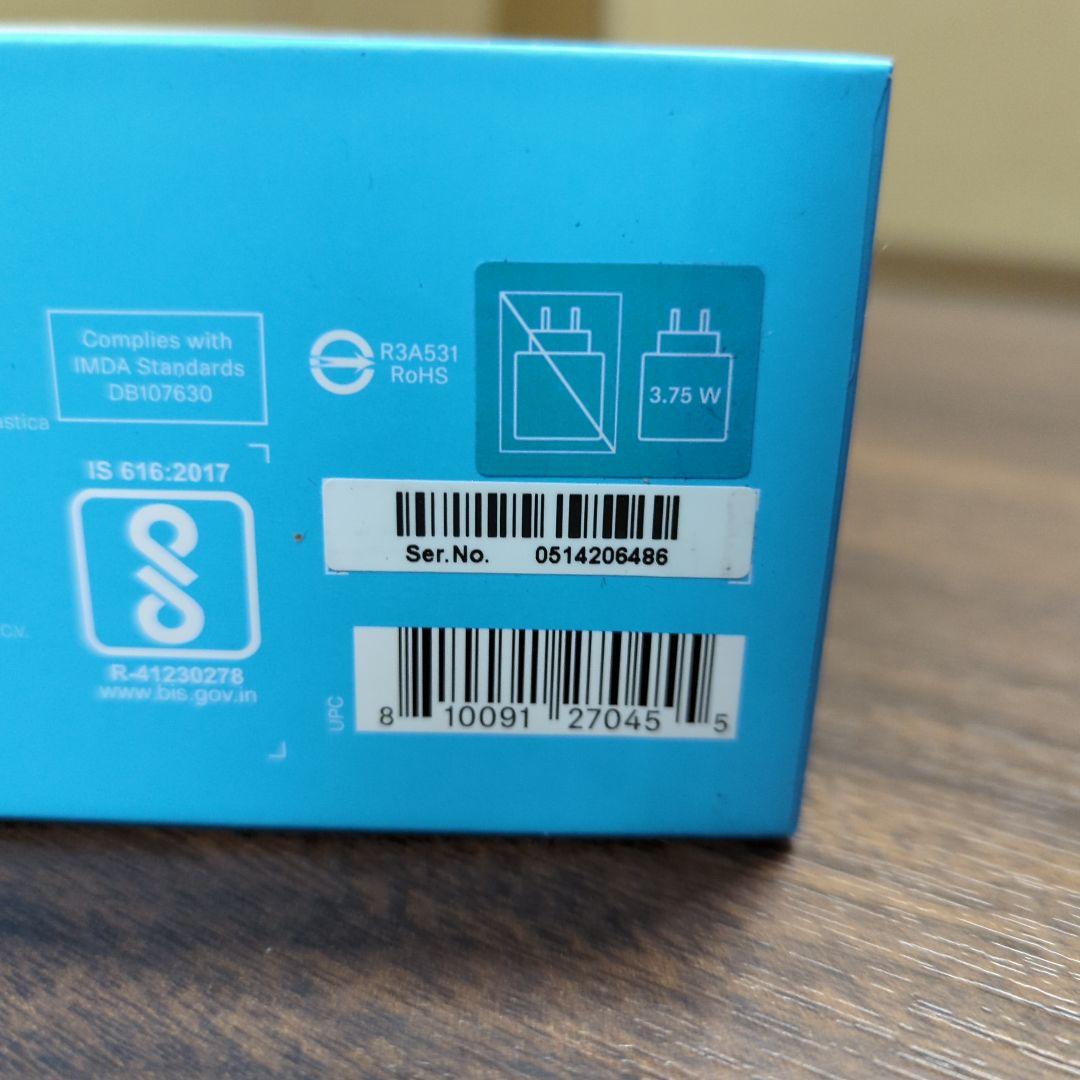 Complies with
IMDA Standards
DB107630
R3A531
RoHS
3.75 W
astica
IS 616:2017
Ser.No. 0514206486
C.V.
R-41230278
www.bis.gov.in
UPC
8 10091 27045 5